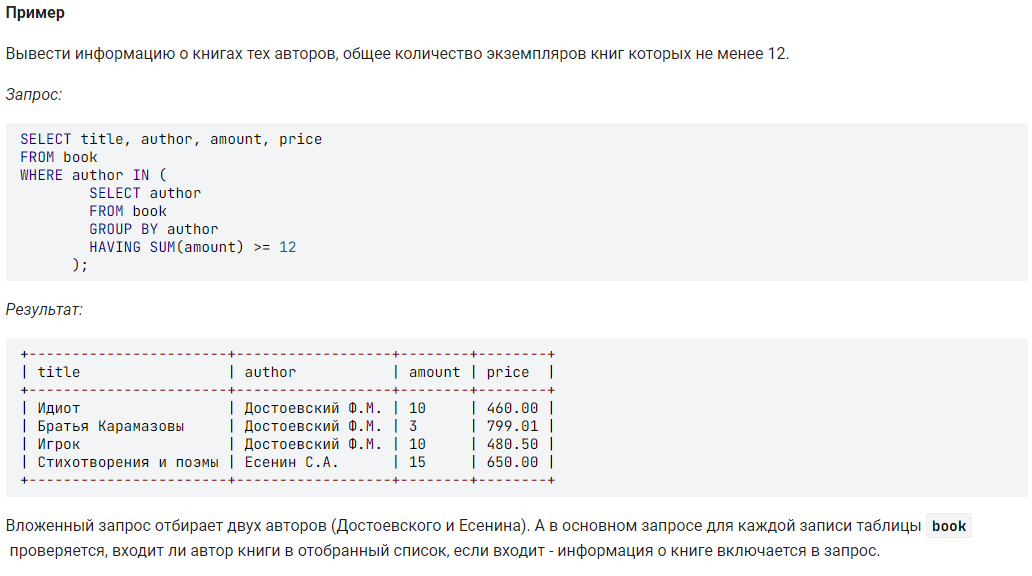 Пример
Вывести информацию о книгах тех авторов, общее количество экземпляров книг которых не менее 12.
Запрос:
SELECT title, author, amount, price
FROM book
WHERE author IN (
        SELECT author
        FROM book
        GROUP BY author
        HAVING SUM(amount) >= 12
      );
Результат:
+-----------------------+------------------+--------+--------+
| title                 | author           | amount | price  |
+-----------------------+------------------+--------+--------+
| Идиот                 | Достоевский Ф.М. | 10     | 460.00 |
| Братья Карамазовы     | Достоевский Ф.М. | 3      | 799.01 |
| Игрок                 | Достоевский Ф.М. | 10     | 480.50 |
| Стихотворения и поэмы | Есенин С.А.      | 15     | 650.00 |
+-----------------------+------------------+--------+--------+
Вложенный запрос отбирает двух авторов (Достоевского и Есенина). А в основном запросе для каждой записи таблицы book
проверяется, входит ли автор книги в отобранный список, если входит - информация о книге включается в запрос.